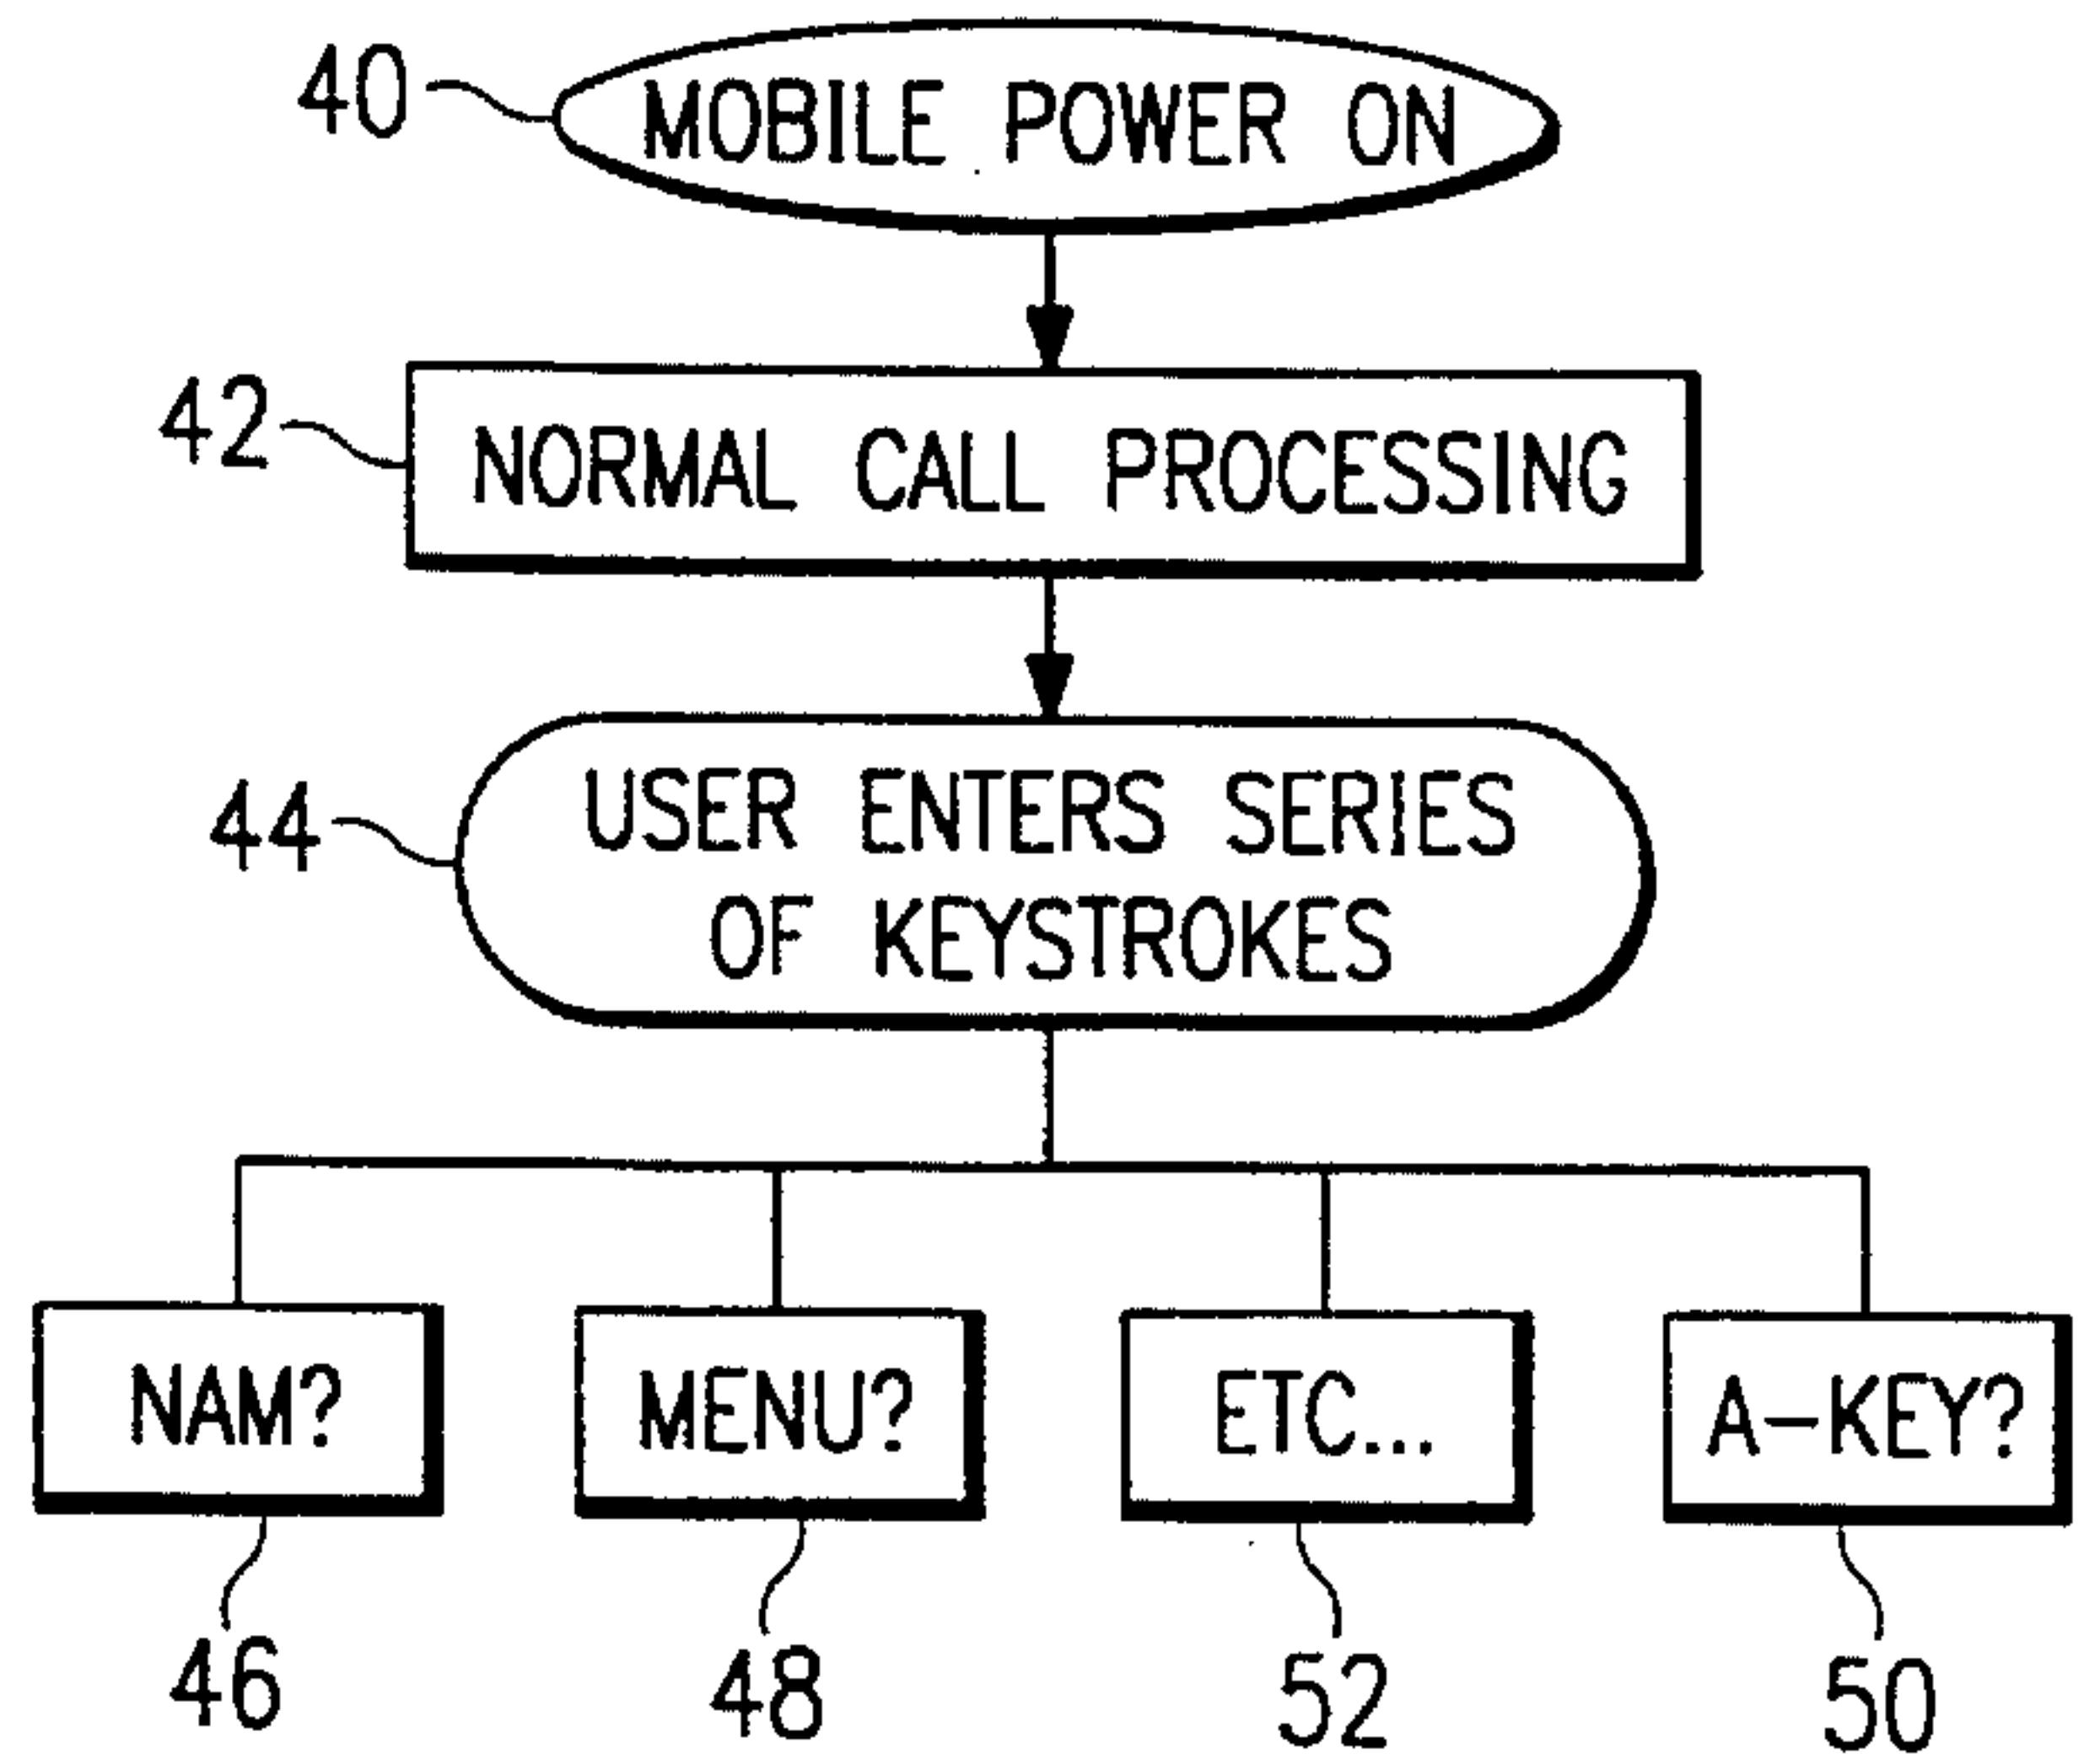 40
MOBILE POWER ON
42
NORMAL CALL PROCESSING
44
USER ENTERS SERIES
OF KEYSTROKES
NAM?
MENU?
ETC...
A-KEY?
46
48
52
50